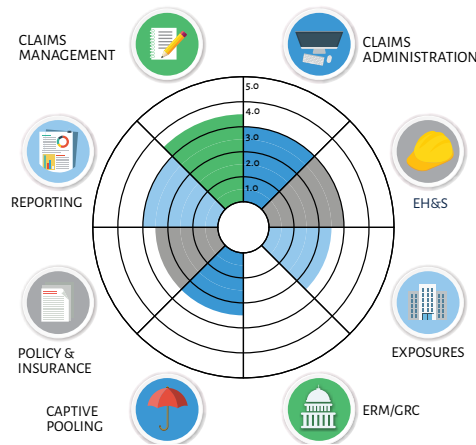 CLAIMS
MANAGEMENT
CLAIMS
ADMINISTRATION
5.0
4.0
3.0
2.0
1.0
REPORTING
EH&S
POLICY &
INSURANCE
EXPOSURES
CAPTIVE
POOLING
ERM/GRC